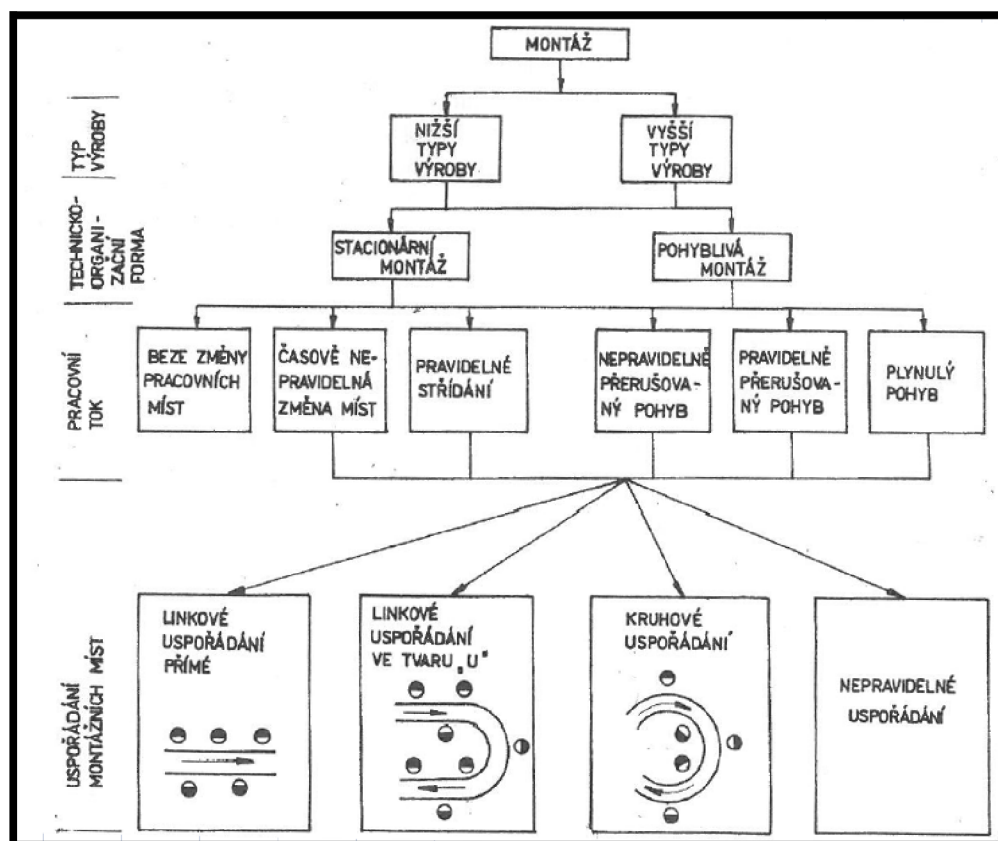 MONTÁŽ
TYP
VÝROBY
NIŽŠÍ
TYPY
VÝROBY
VYŠŠÍ
TYPY
VÝROBY
TECHNICKO-
ORGANI-
ZAČNÍ
FORMA
STACIONÁRNÍ
MONTÁŽ
POHYBLIVÁ
MONTÁŽ
PRACOVNÍ
TOK
BEZE ZMĚNY
PRACOVNÍCH
MÍST
ČASOVĚ NE-
PRAVIDELNÁ
ZMĚNA MÍST
PRAVIDELNÉ
STŘÍDÁNÍ
NEPRAVIDELNĚ
PŘERUŠOVA-
NÝ POHYB
PRAVIDELNĚ
PŘERUŠOVA-
NÝ POHYB
PLYNULÝ
POHYB
USPOŘÁDÁNÍ
MONTÁŽNÍCH MÍST
LINKOVÉ
USPOŘÁDÁNÍ
PŘÍMÉ
LINKOVÉ
USPOŘÁDÁNÍ
VE TVARU „U"
KRUHOVÉ
USPOŘÁDÁNÍ
NEPRAVIDELNÉ
USPOŘÁDÁNÍ